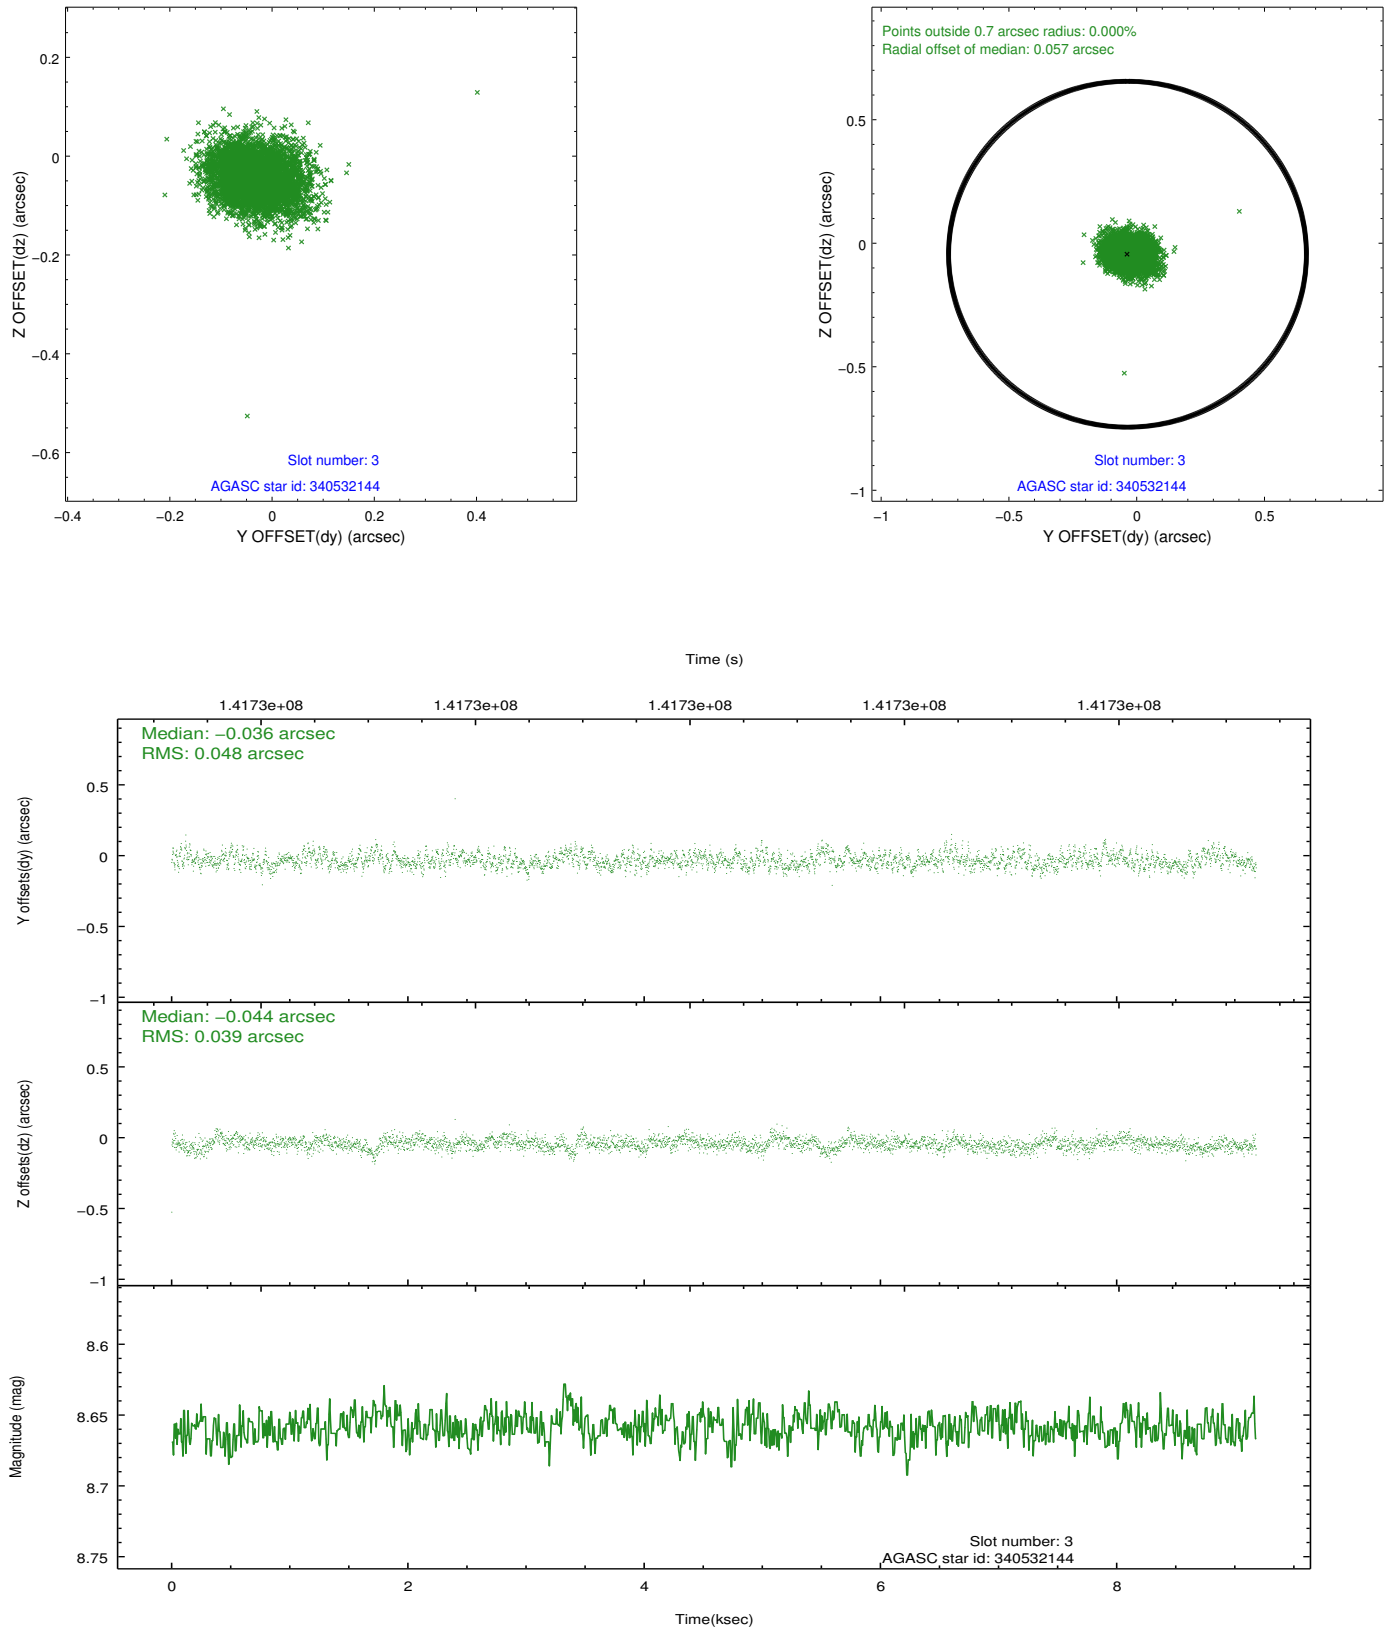 0.2
0
−0.2
−0.4
−0.6
Z OFFSET(dz) (arcsec)
Slot number: 3
AGASC star id: 340532144
−0.4 −0.2 0 0.2 0.4
Y OFFSET(dy) (arcsec)
Points outside 0.7 arcsec radius: 0.000%
Radial offset of median: 0.057 arcsec
0.5
0
−0.5
−1
Z OFFSET(dz) (arcsec)
Slot number: 3
AGASC star id: 340532144
−1 −0.5 0 0.5
Y OFFSET(dy) (arcsec)
Time (s)
1.4173e+08 1.4173e+08 1.4173e+08 1.4173e+08 1.4173e+08
Median: −0.036 arcsec
RMS: 0.048 arcsec
0.5
0
−0.5
−1
Y offsets(dy) (arcsec)
Median: −0.044 arcsec
RMS: 0.039 arcsec
0.5
0
−0.5
−1
Z offsets(dz) (arcsec)
8.6
8.65
8.7
8.75
Magnitude (mag)
Slot number: 3
AGASC star id: 340532144
0 2 4 6 8
Time(ksec)